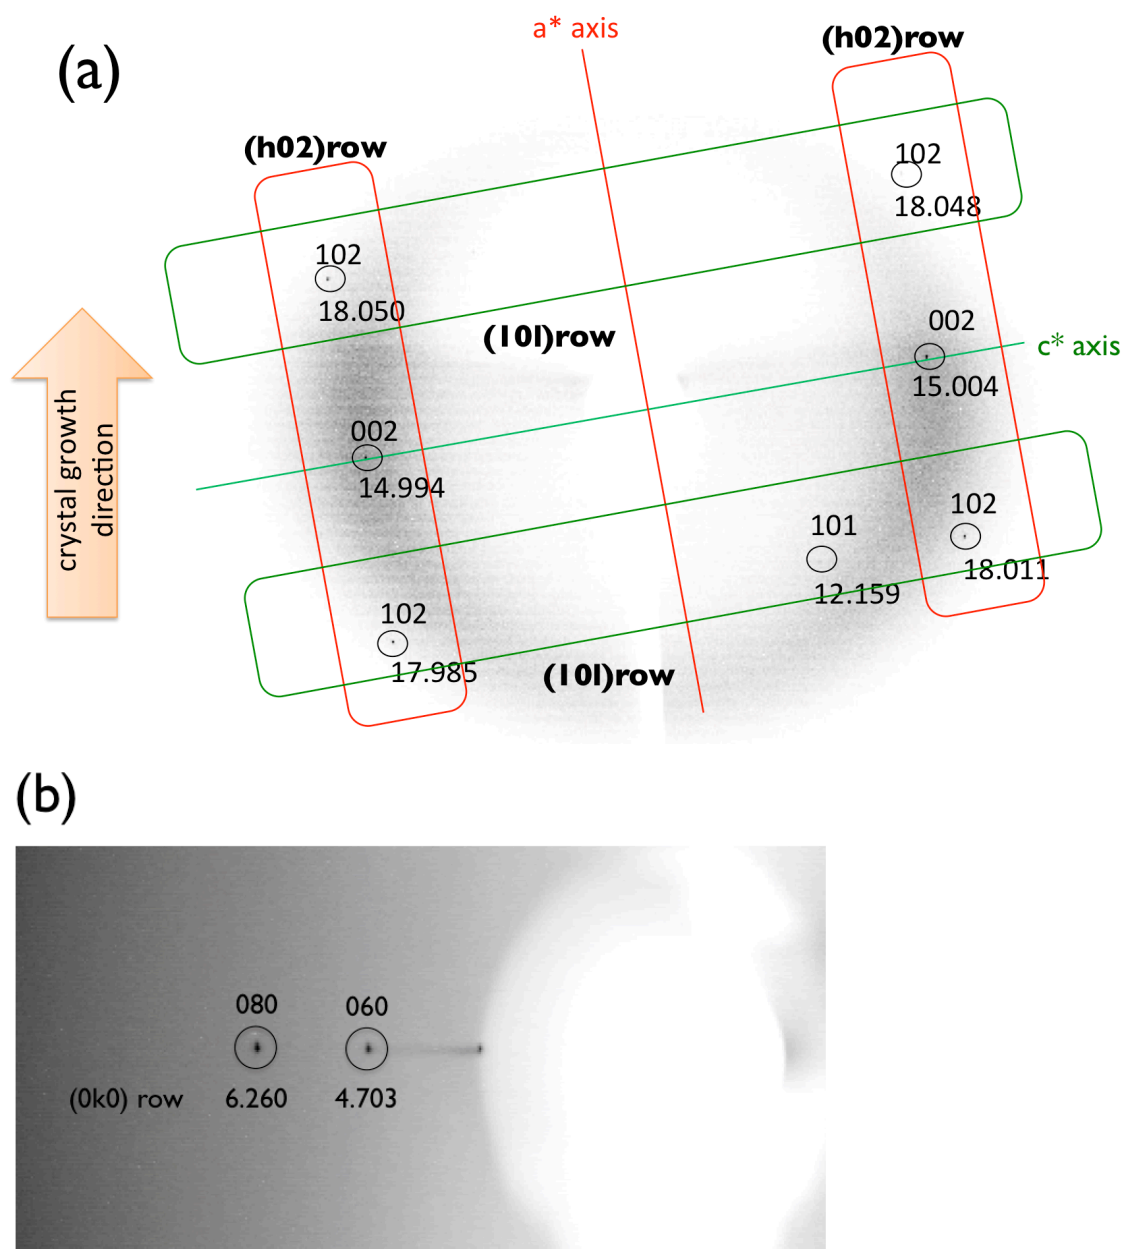 a* axis
(h02)row
(a)
(h02)row
102
18.048
102
18.050
(10l)row
002
c* axis
15.004
crystal growth
direction
002
14.994
102
101
18.011
12.159
102
17.985
(10l)row
(b)
080
060
(0k0) row
6.260
4.703